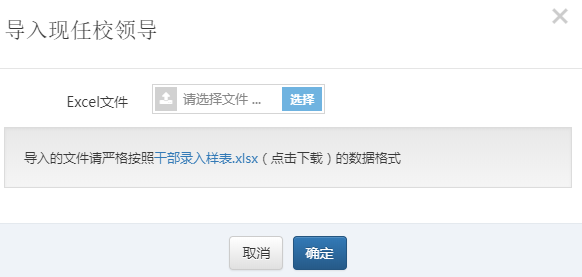 导入现任校领导
Excel文件 请选择文件 ... 选择
导入的文件请严格按照干部录入样表.xlsx（点击下载）的数据格式
取消 确定